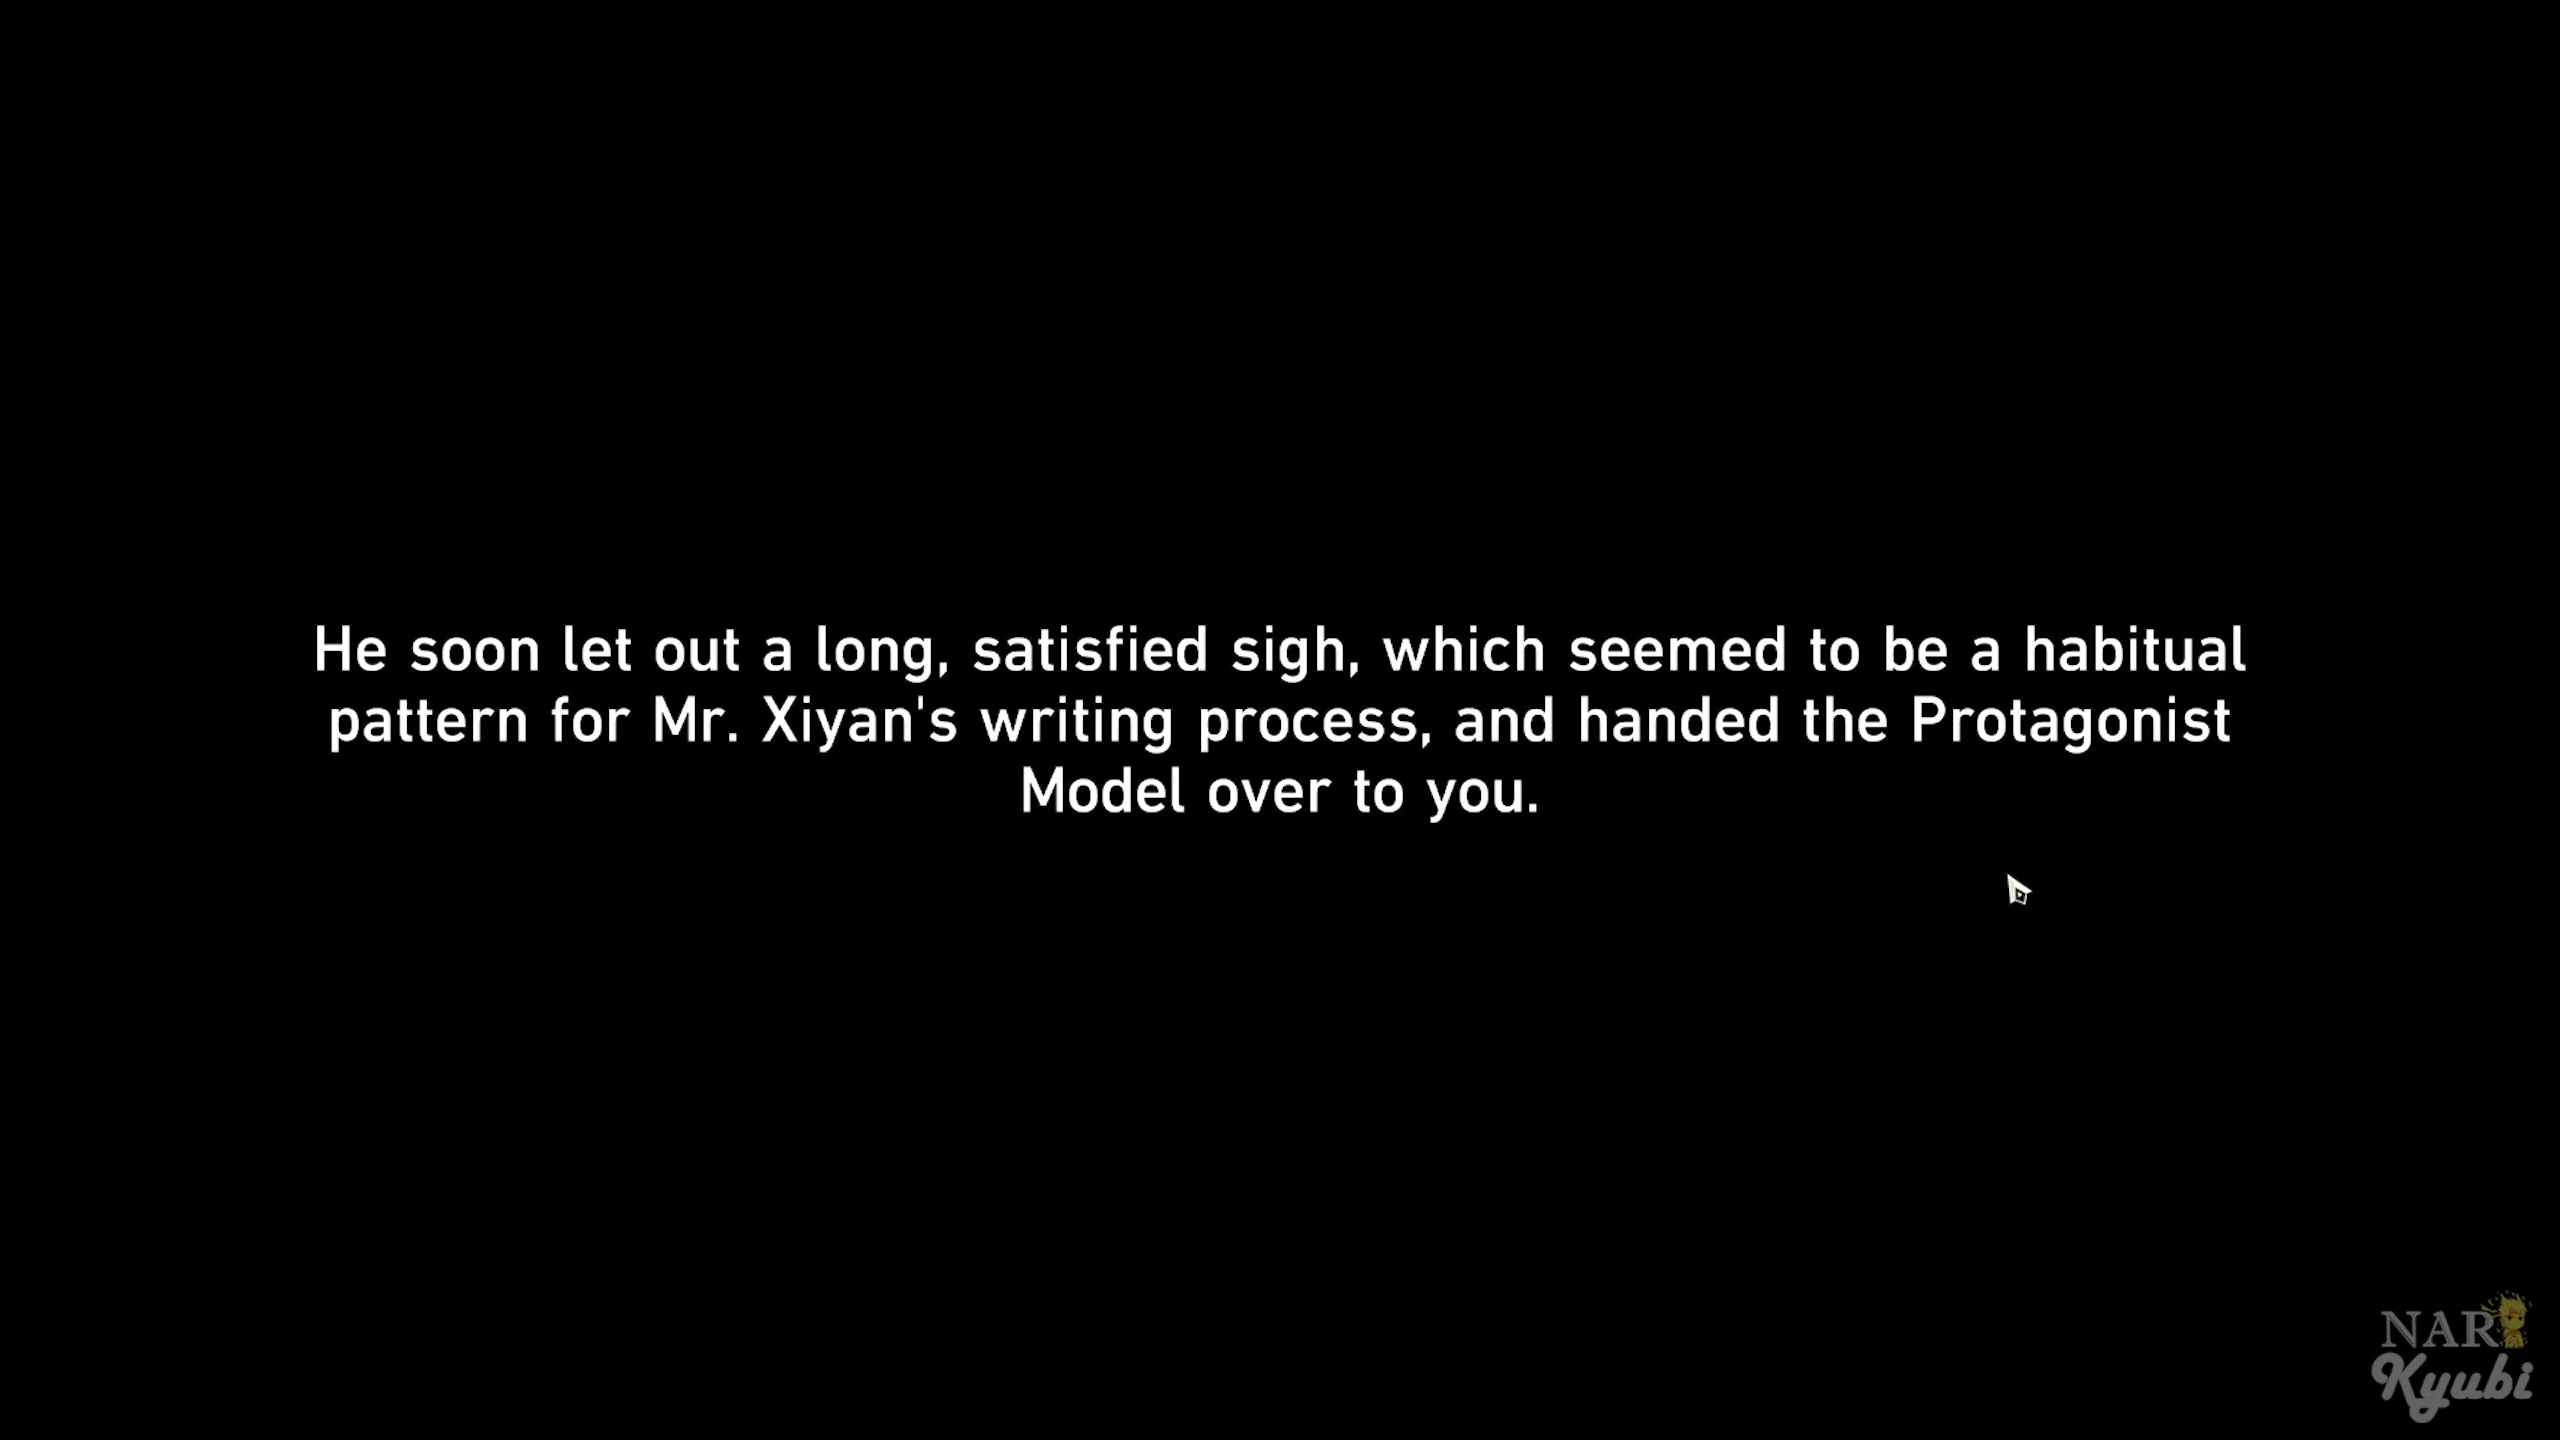 He soon let out a long, satisfied sigh, which seemed to be a habitual
pattern for Mr. Xiyan's writing process, and handed the Protagonist
Model over to you.
NAR
Kyubi